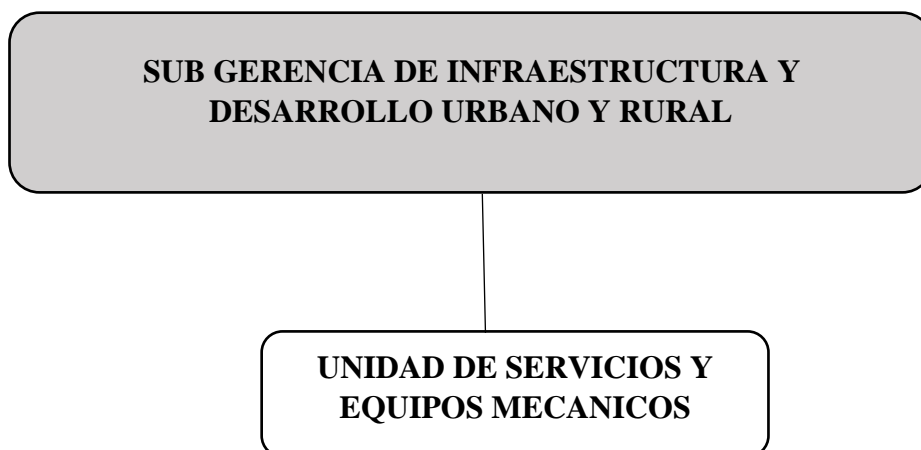 SUB GERENCIA DE INFRAESTRUCTURA Y
DESARROLLO URBANO Y RURAL
UNIDAD DE SERVICIOS Y
EQUIPOS MECANICOS